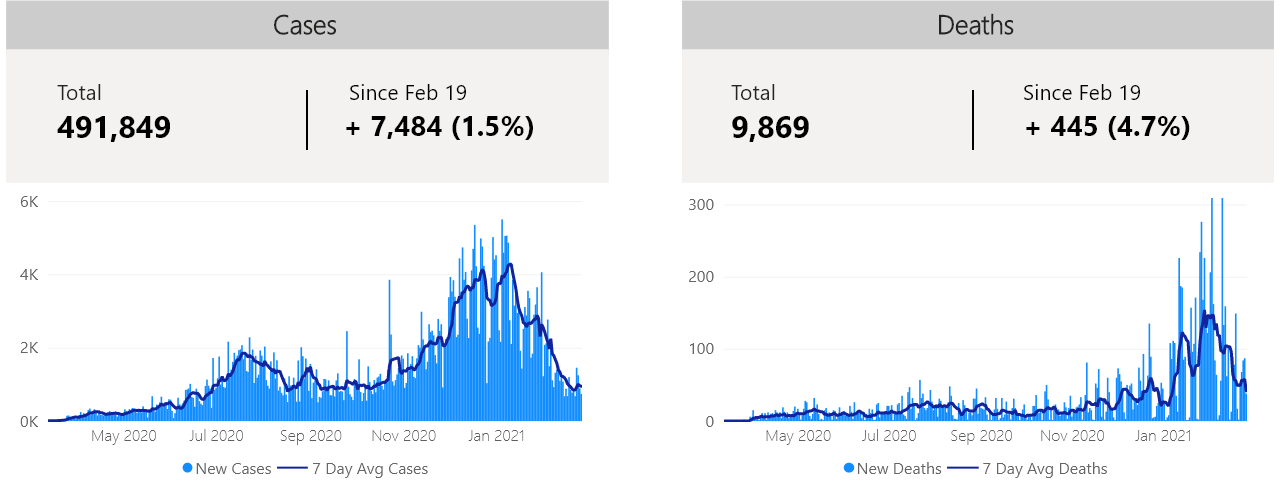 Cases
Total
Since Feb 19
491,849
+ 7,484 (1.5%)
6K
4K
2K
0K
May 2020
Jul 2020
Sep 2020
Nov 2020
Jan 2021
New Cases
7 Day Avg Cases
Deaths
Total
Since Feb 19
9,869
+ 445 (4.7%)
300
200
100
0
May 2020
Jul 2020
Sep 2020
Nov 2020
Jan 2021
New Deaths
7 Day Avg Deaths